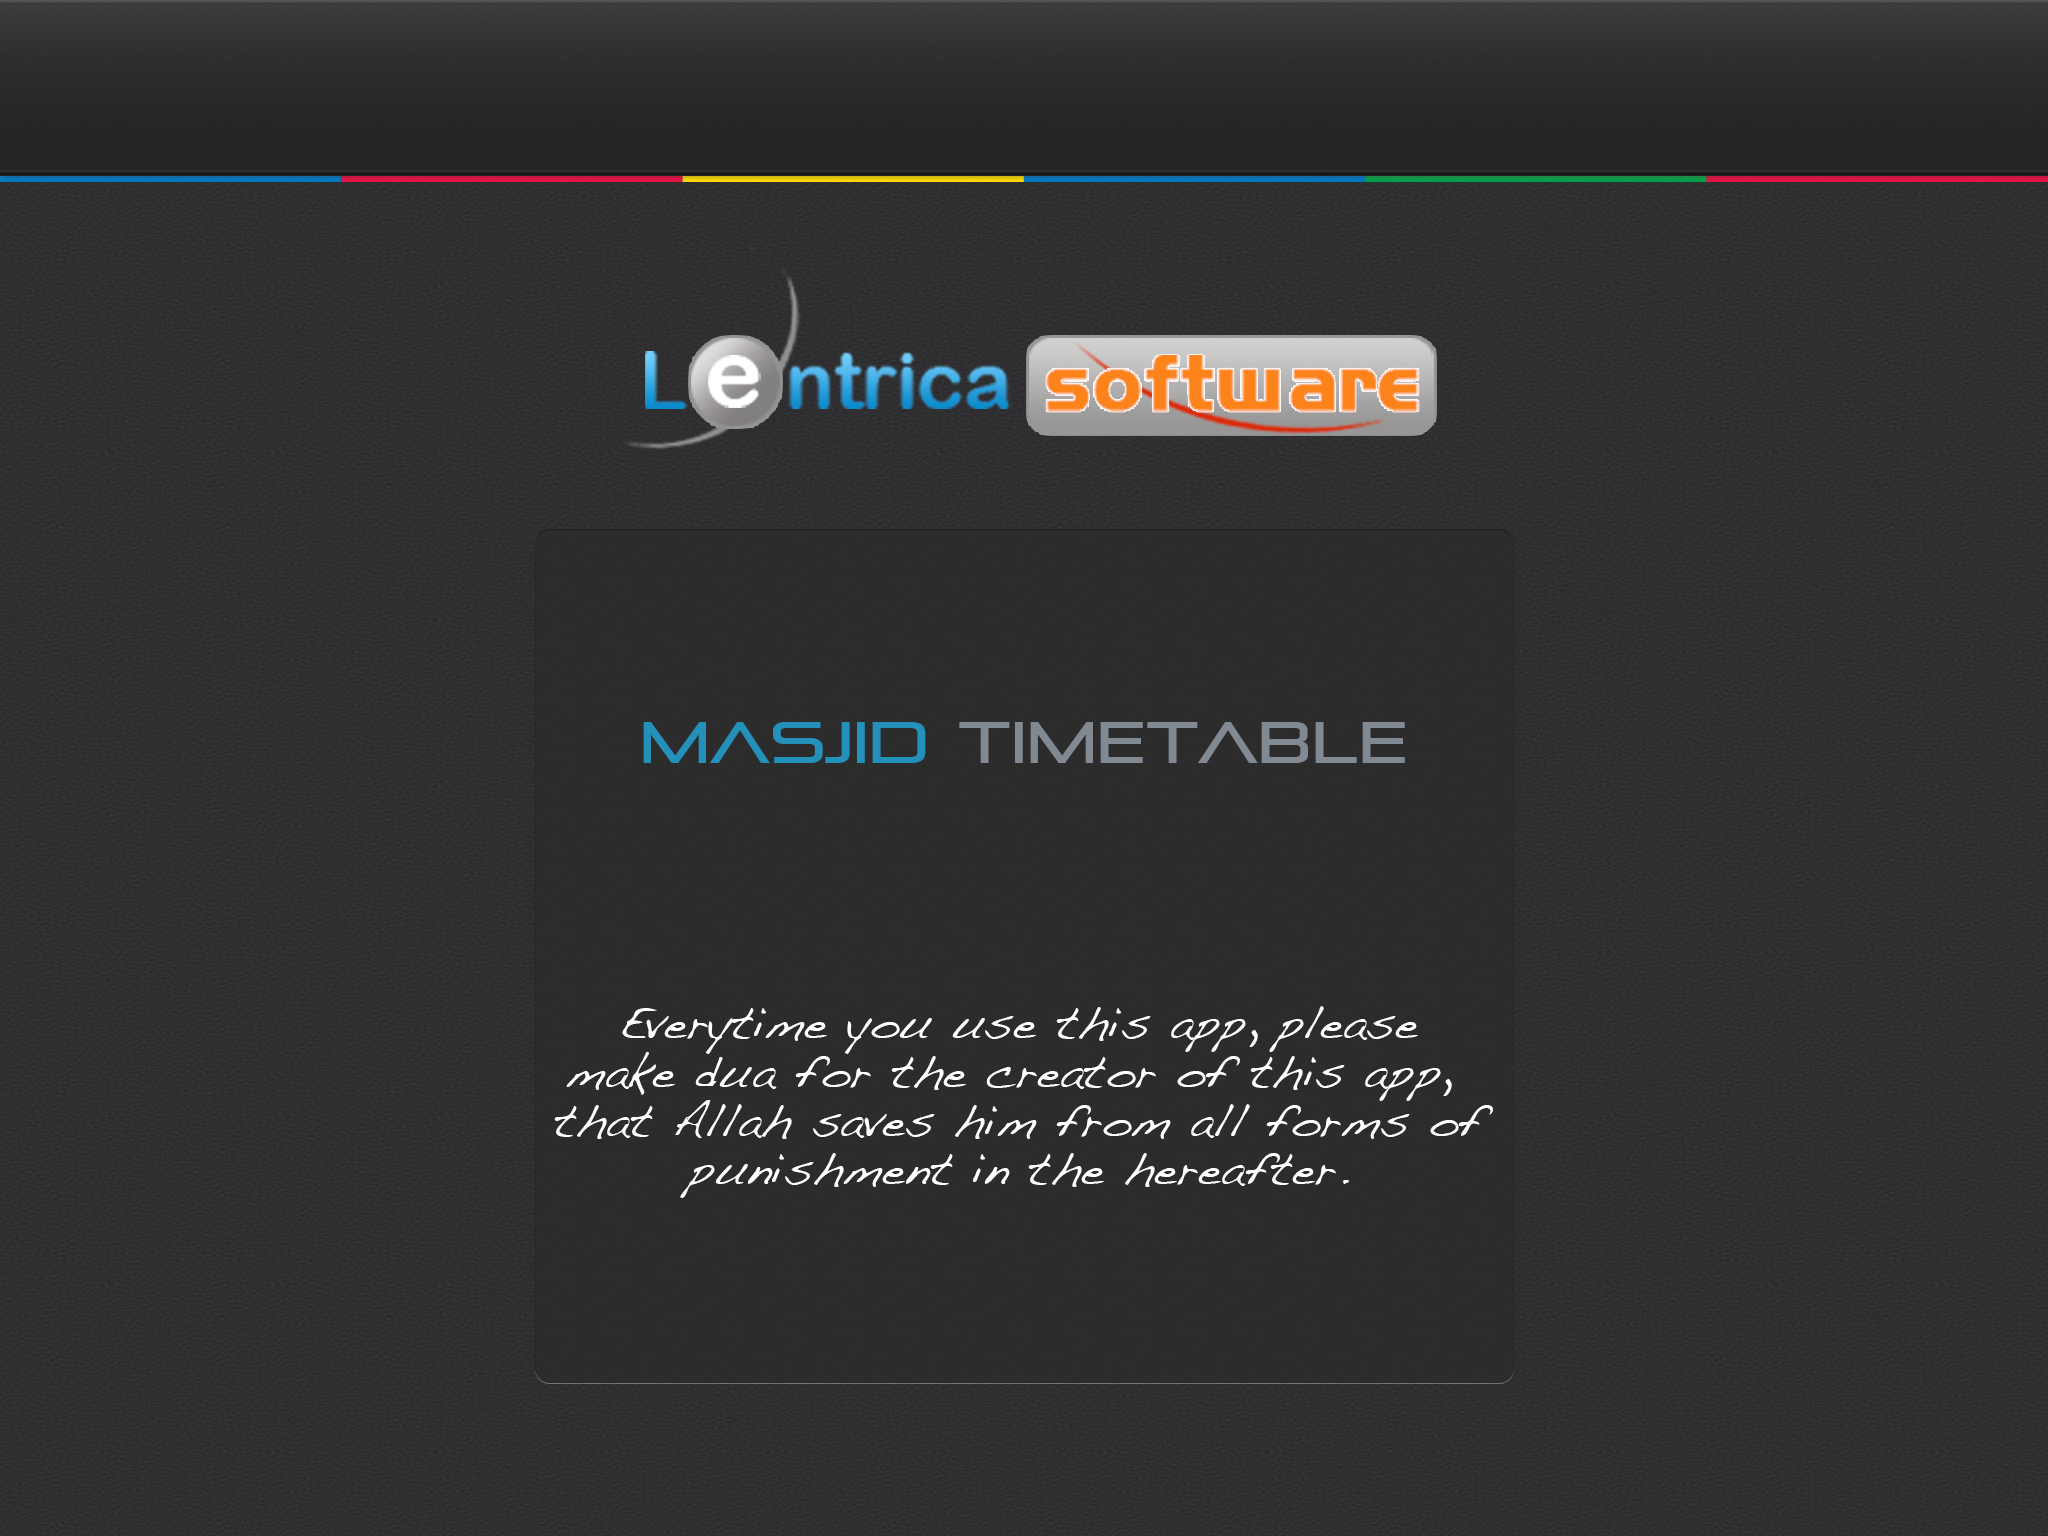 Lentrica software
MASJID TIMETABLE
Everytime you use this app, please
make dua for the creator of this app,
that Allah saves him from all forms of
punishment in the hereafter.